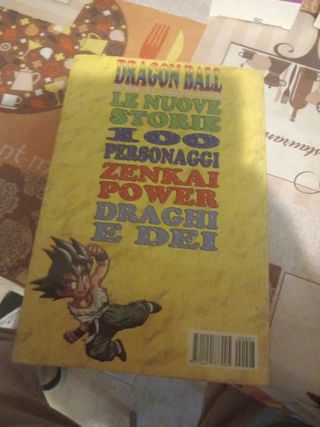 DRAGON BALL
LE NUOVE
STORIE
100
PERSONAGGI
ZENKAI
POWER
DRAGHI
E DEI